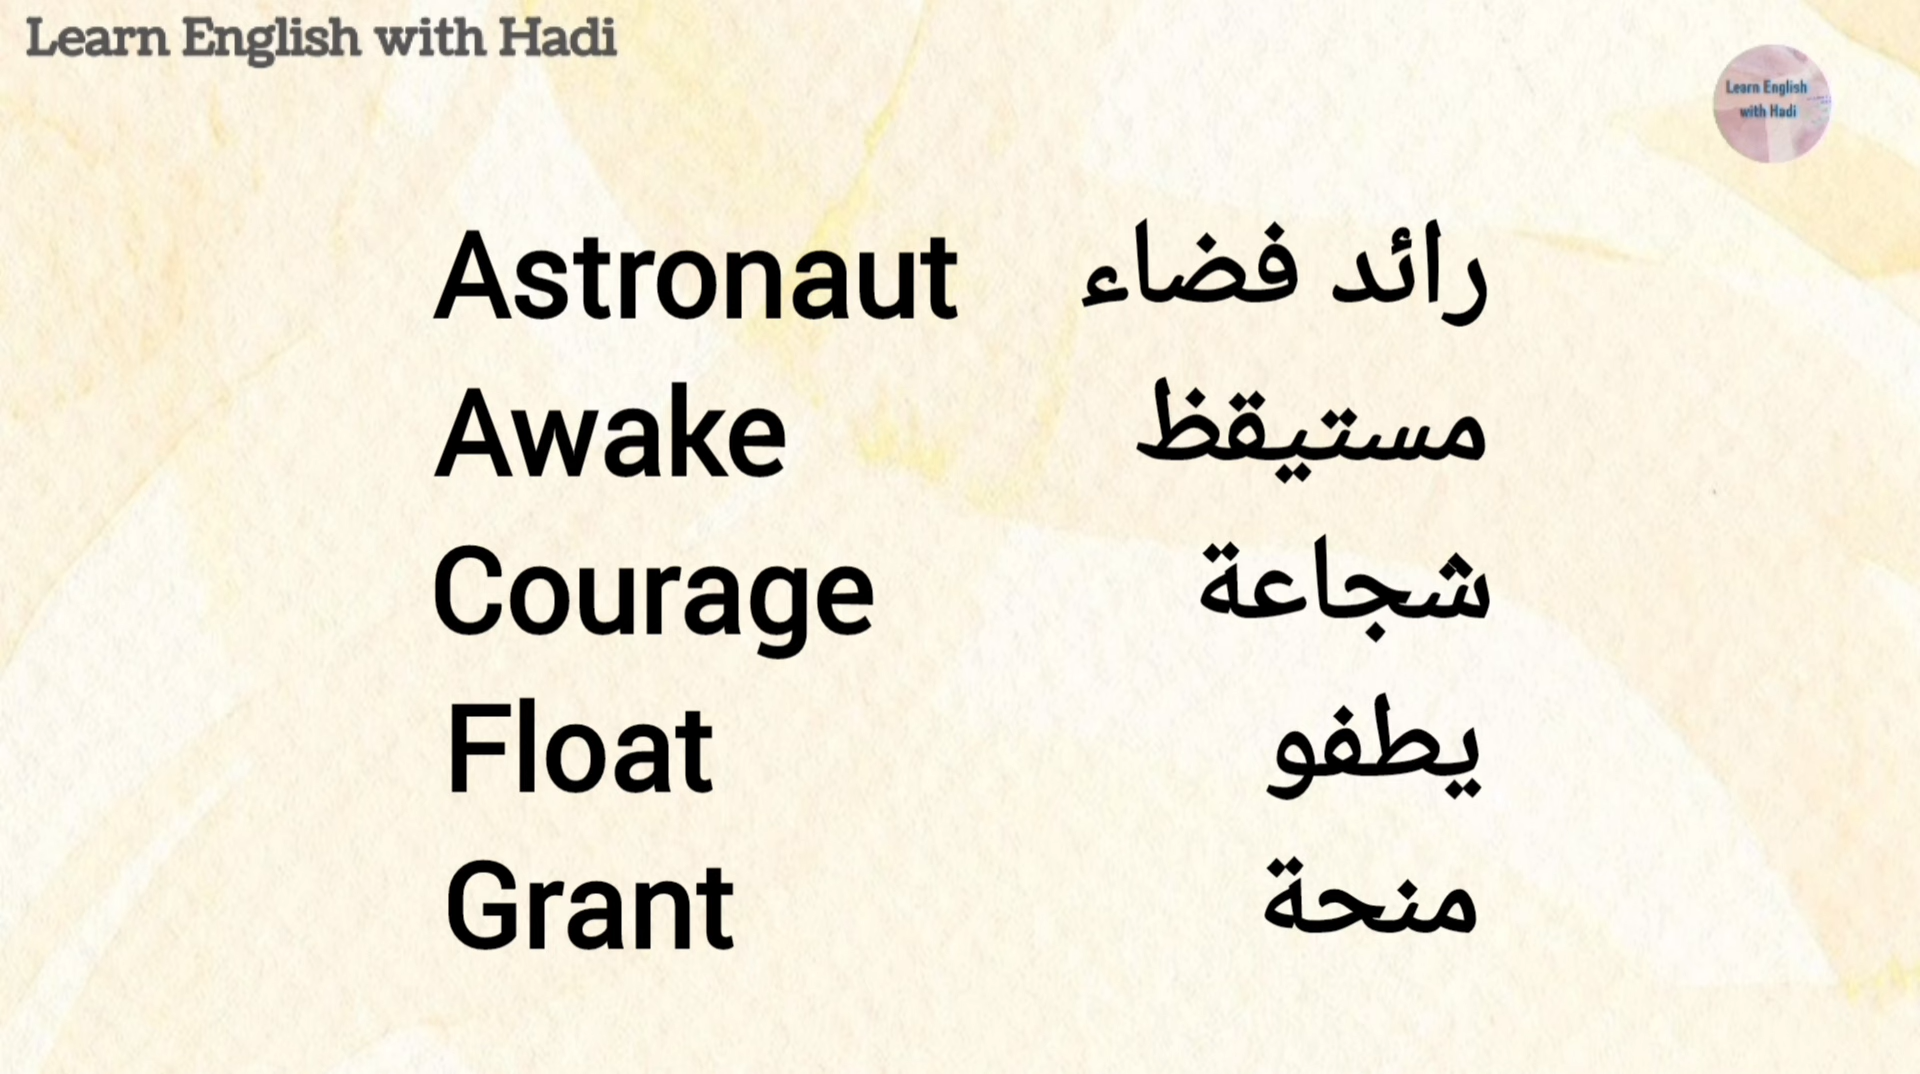 Learn English with Hadi
Learn English
with Hadi
Astronaut رائد فضاء
Awake مستيقظ
Courage شجاعة
Float يطفو
Grant منحة